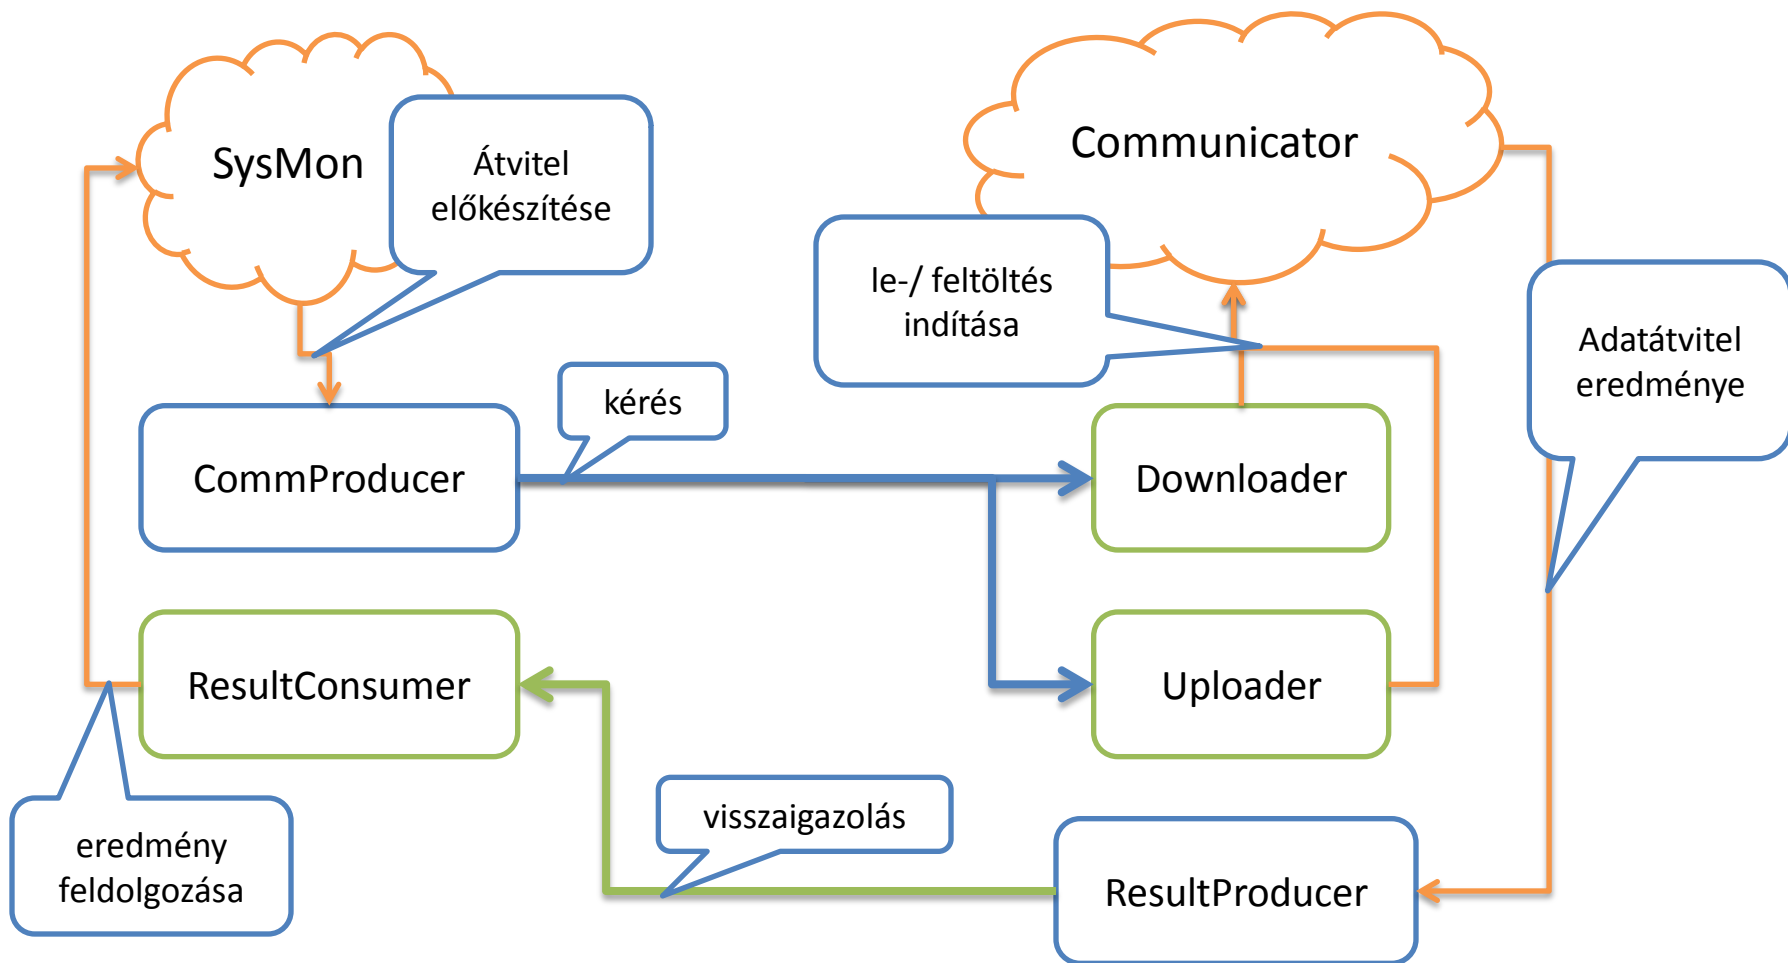 SysMon
Átvitel
előkészítése
Communicator
le-/ feltöltés
indítása
Adatátvitel
eredménye
kérés
CommProducer
Downloader
ResultConsumer
Uploader
visszaigazolás
eredmény
feldolgozása
ResultProducer